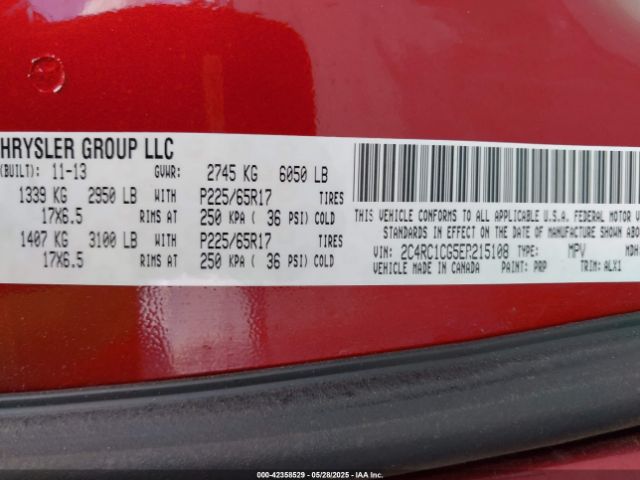 HRYSLER GROUP LLC
(BUILT): 11-13 GVWR: 2745 KG 6050 LB
1339 KG 2950 LB WITH P225/65R17 TIRES
17X6.5 RIMS AT 250 KPA ( 36 PSI) COLD
1407 KG 3100 LB WITH P225/65R17 TIRES
17X6.5 RIMS AT 250 KPA ( 36 PSI) COLD
THIS VEHICLE CONFORMS TO ALL APPLICABLE U.S.A. FEDERAL MOTOR
STANDARDS IN EFFECT ON THE DATE OF MANUFACTURE SHOWN ABO
VIN: 2C4RC1CG5ER215108 TYPE: MPV MDH
VEHICLE MADE IN CANADA PAINT: PRP TRIM: ALX1
000-42358529 05/28/2025 IAAI Inc.